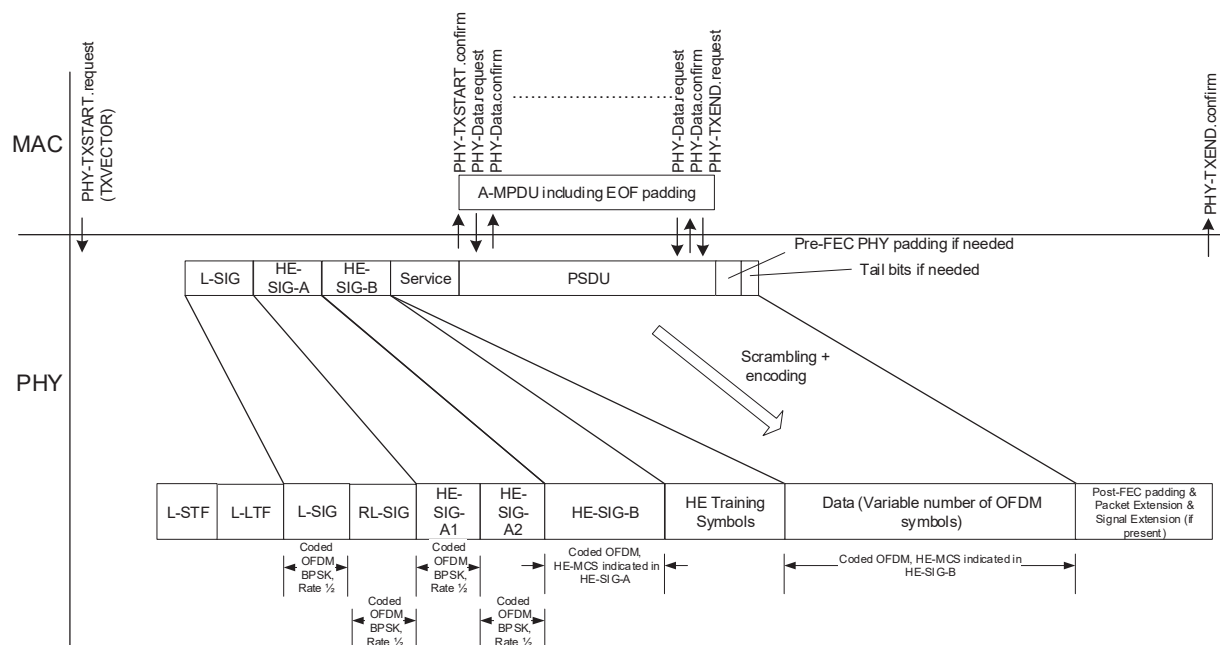 MAC
PHY-TXSTART.request
(TXVECTOR)
PHY-TXSTART.confirm
PHY-Data.request
PHY-Data.confirm
PHY-Data.request
PHY-Data.confirm
PHY-TXEND.request
PHY-TXEND.confirm
A-MPDU including EOF padding
Pre-FEC PHY padding if needed
Tail bits if needed
L-SIG
HE-
SIG-A
HE-
SIG-B
Service
PSDU
Scrambling +
encoding
PHY
L-STF
L-LTF
L-SIG
RL-SIG
HE-
SIG-
A1
HE-
SIG-
A2
HE-SIG-B
HE Training
Symbols
Data (Variable number of OFDM
symbols)
Post-FEC padding &
Packet Extension &
Signal Extension (if
present)
Coded
OFDM,
BPSK,
Rate ½
Coded
OFDM,
BPSK,
Rate ½
Coded OFDM,
HE-MCS indicated in
HE-SIG-A
Coded OFDM, HE-MCS indicated in
HE-SIG-B
Coded
OFDM,
BPSK,
Rate ½
Coded
OFDM,
BPSK,
Rate ½